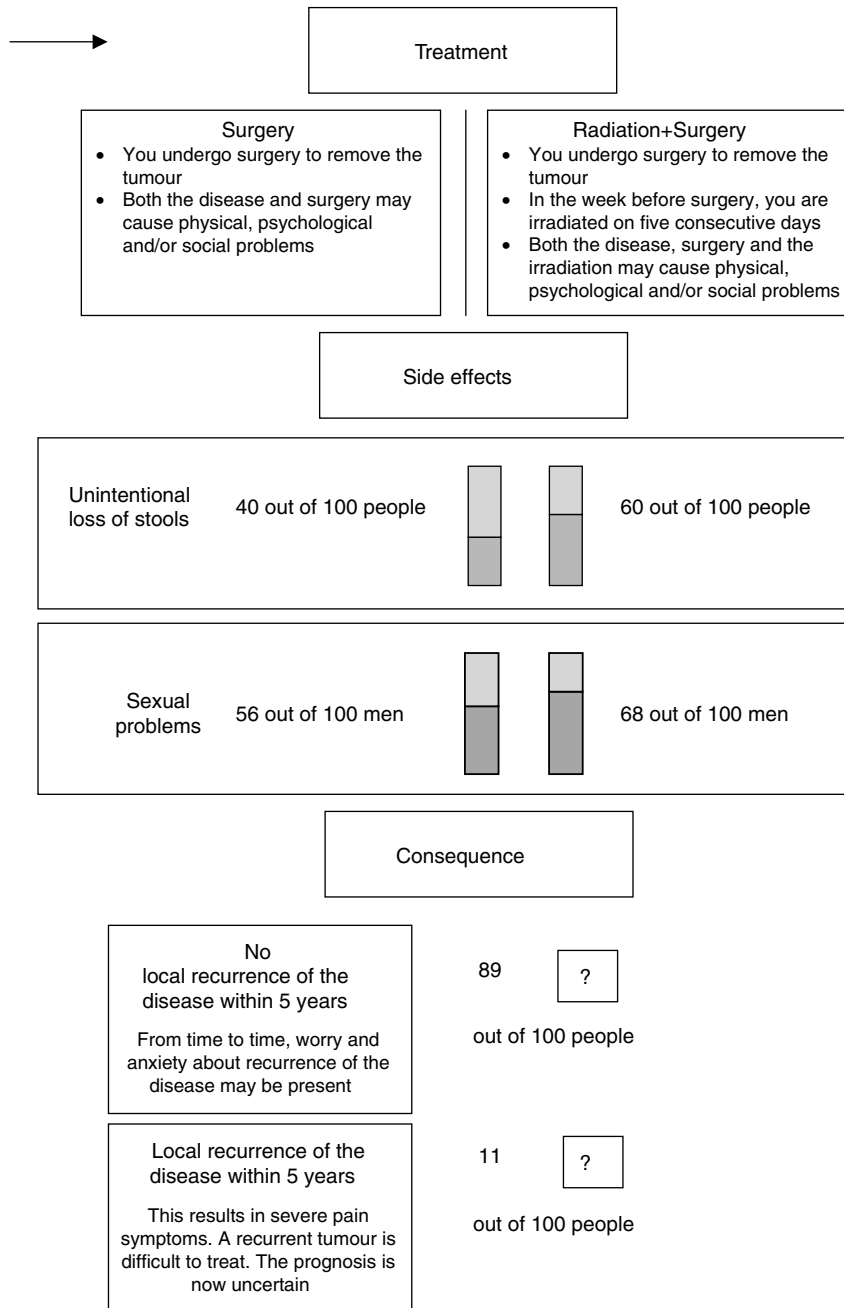 Treatment
Surgery
• You undergo surgery to remove the
tumour
• Both the disease and surgery may
cause physical, psychological
and/or social problems
Radiation+Surgery
• You undergo surgery to remove the
tumour
• In the week before surgery, you are
irradiated on five consecutive days
• Both the disease, surgery and the
irradiation may cause physical,
psychological and/or social problems
Side effects
Unintentional
loss of stools
40 out of 100 people
60 out of 100 people
Sexual
problems
56 out of 100 men
68 out of 100 men
Consequence
No
local recurrence of the
disease within 5 years
From time to time, worry and
anxiety about recurrence of the
disease may be present
89 ?
out of 100 people
Local recurrence of the
disease within 5 years
This results in severe pain
symptoms. A recurrent tumour is
difficult to treat. The prognosis is
now uncertain
11 ?
out of 100 people